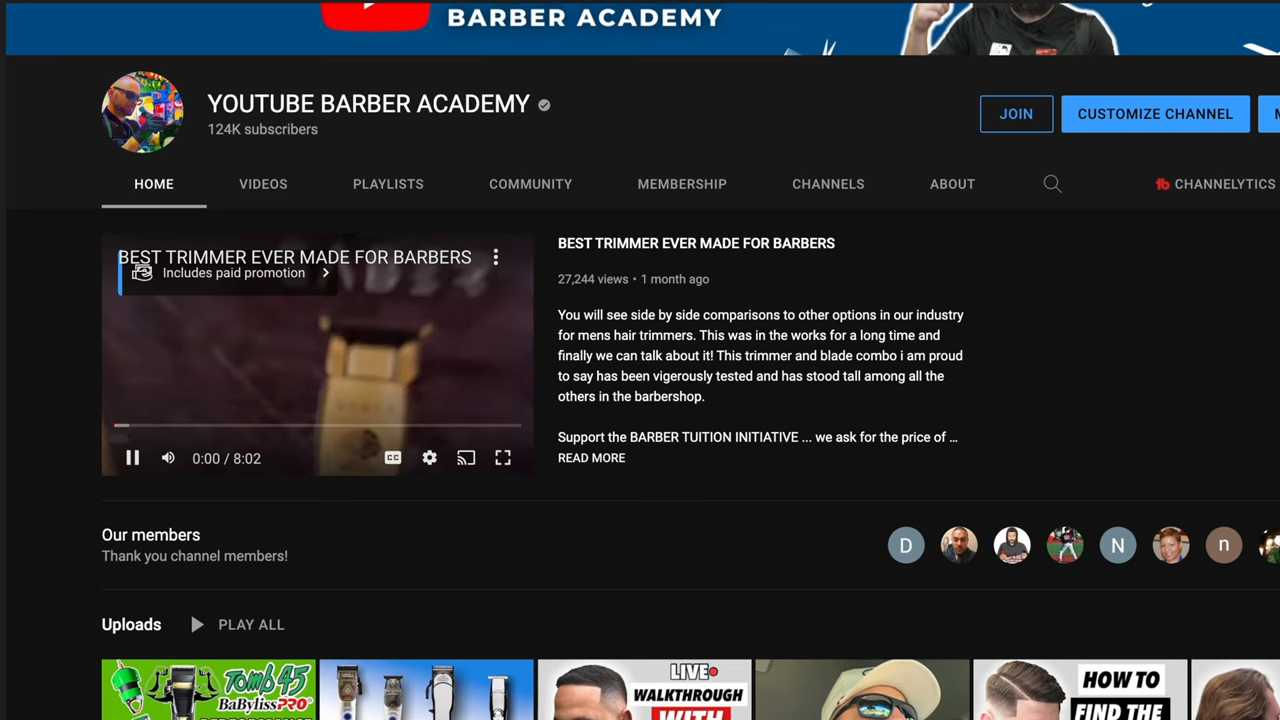 BARBER ACADEMY
YOUTUBE BARBER ACADEMY
124K subscribers
JOIN
CUSTOMIZE CHANNEL
HOME
VIDEOS
PLAYLISTS
COMMUNITY
MEMBERSHIP
CHANNELS
ABOUT
CHANNELYTICS
BEST TRIMMER EVER MADE FOR BARBERS
Includes paid promotion
0:00 / 8:02
CC
BEST TRIMMER EVER MADE FOR BARBERS
27,244 views • 1 month ago
You will see side by side comparisons to other options in our industry
for mens hair trimmers. This was in the works for a long time and
finally we can talk about it! This trimmer and blade combo i am proud
to say has been vigerously tested and has stood tall among all the
others in the barbershop.
Support the BARBER TUITION INITIATIVE ... we ask for the price of ...
READ MORE
Our members
Thank you channel members!
D
N
n
Uploads
PLAY ALL
Tomb 45
BaBylissPRO
LIVE
WALKTHROUGH
WITH
HOW TO
FIND THE